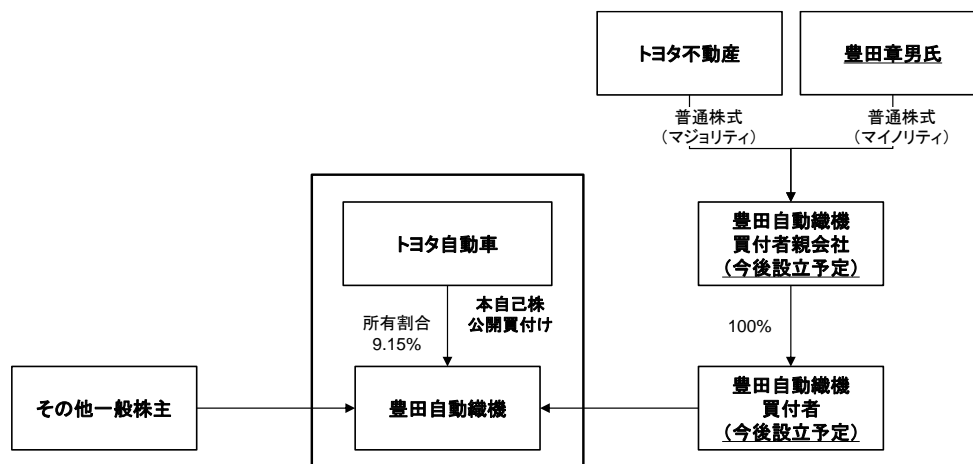 トヨタ不動産
豊田章男氏
普通株式
（マジョリティ）
普通株式
（マイノリティ）
トヨタ自動車
豊田自動織機
買付者親会社
（今後設立予定）
本自己株
公開買付け
所有割合
9.15%
100%
その他一般株主
豊田自動織機
豊田自動織機
買付者
（今後設立予定）